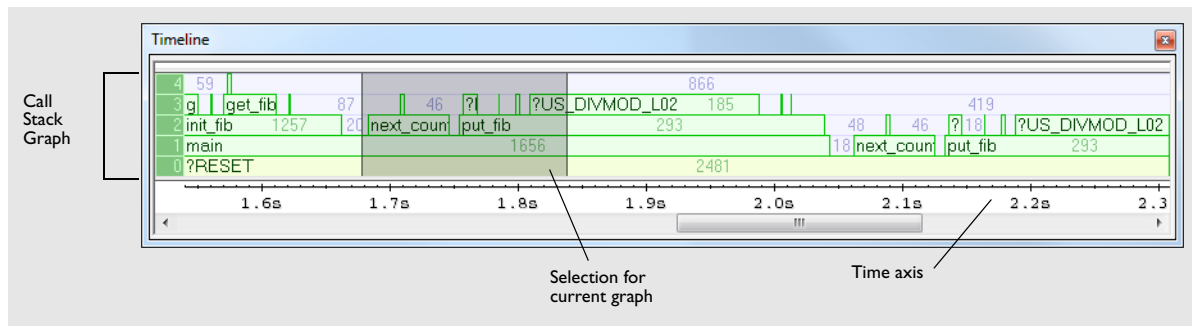 Timeline
Call
Stack
Graph
4 59 866
3 g get_fib 87 46 ?I ?US_DIVMOD_L02 185 419
2 init_fib 1257 20 next_coun put_fib 293 48 46 ? 18 ?US_DIVMOD_L02
1 main 1656 18 next_coun put_fib 293
0 ?RESET 2481
1.6s 1.7s 1.8s 1.9s 2.0s 2.1s 2.2s 2.3
Selection for
current graph
Time axis